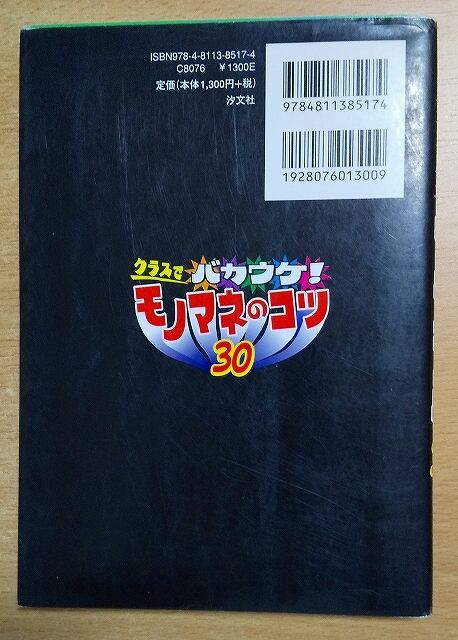 ISBN978-4-8113-8517-4
C8076 ¥1300E
定価(本体1,300円+税)
汐文社
9784811385174
1928076013009
クラスで バカウケ!
モノマネのコツ
30